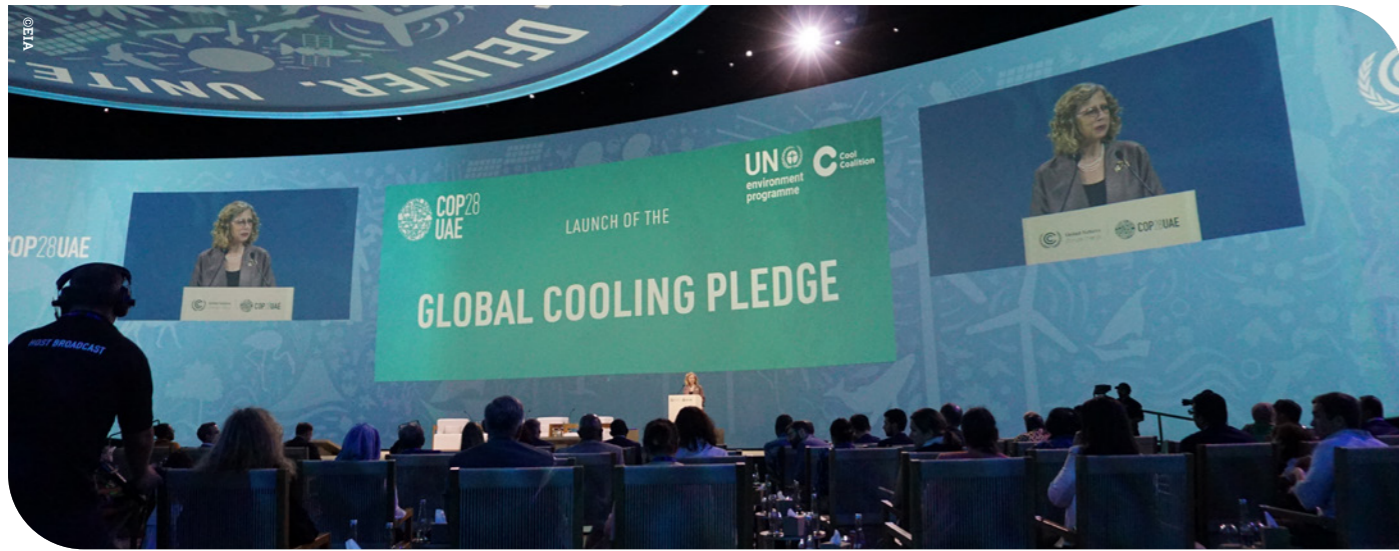 ©EIA
DELIVER.
UNITE.
COP28UAE
COP28
UAE
UN
environment
programme
Cool
Coalition
LAUNCH OF THE
GLOBAL COOLING PLEDGE
COP28UAE
COP28UAE
HOST BROADCAST